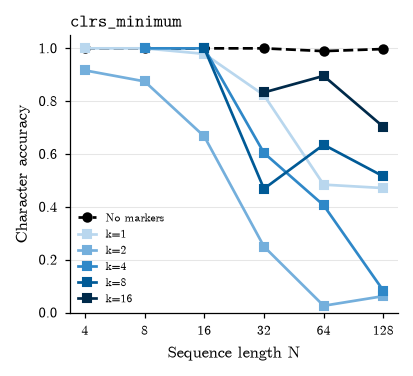 clrs_minimum
1.0
0.8
0.6
0.4
0.2
0.0
Character accuracy
No markers
k=1
k=2
k=4
k=8
k=16
4 8 16 32 64 128
Sequence length N